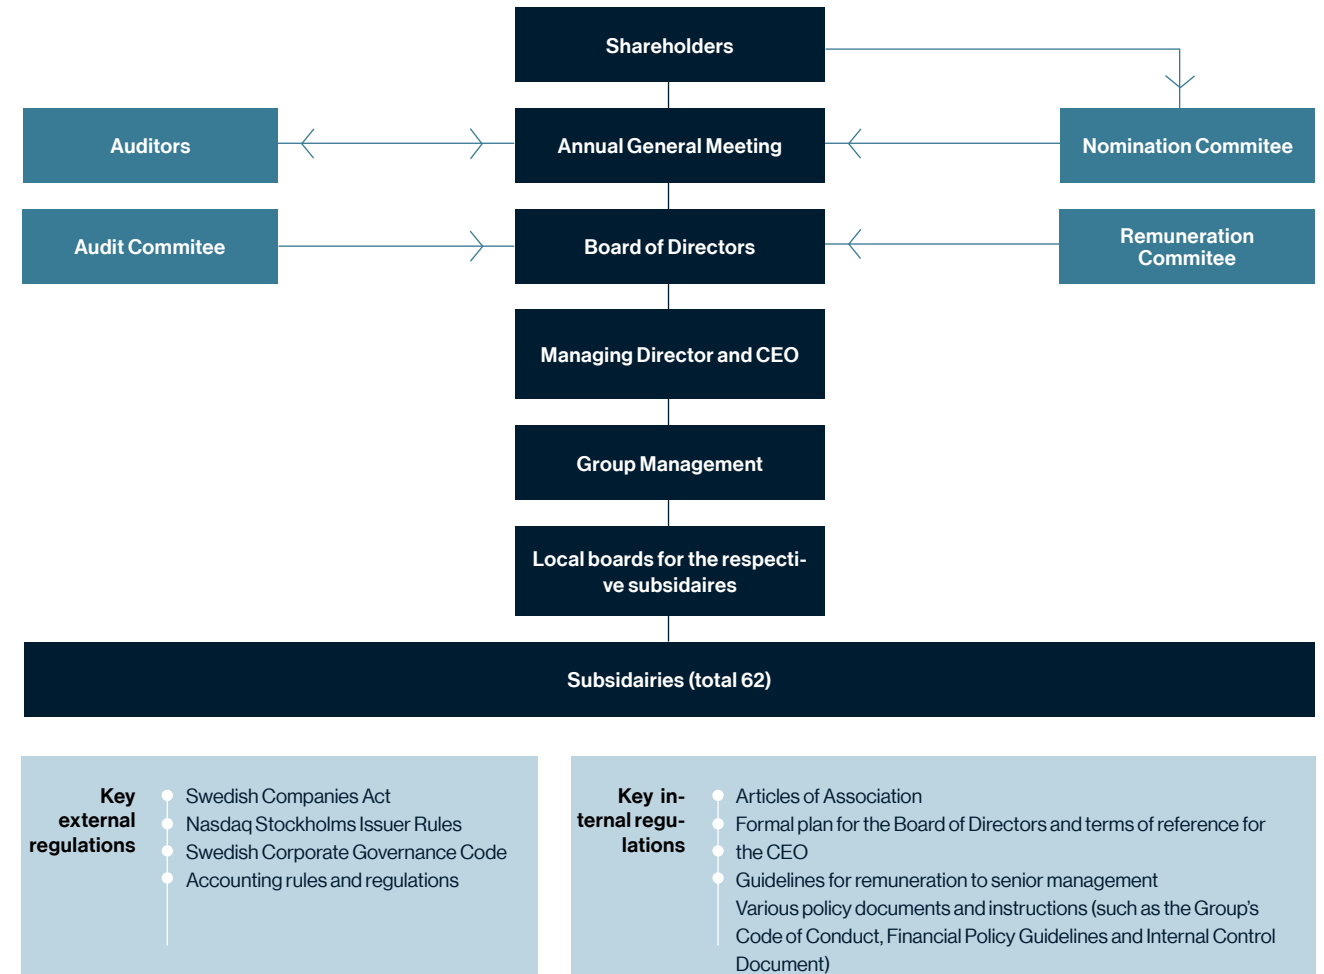 Shareholders
Auditors
Annual General Meeting
Nomination Commitee
Audit Commitee
Board of Directors
Remuneration
Commitee
Managing Director and CEO
Group Management
Local boards for the respecti-
ve subsidaires
Subsidairies (total 62)
Key
external
regulations
Swedish Companies Act
Nasdaq Stockholms Issuer Rules
Swedish Corporate Governance Code
Accounting rules and regulations
Key in-
ternal regu-
lations
Articles of Association
Formal plan for the Board of Directors and terms of reference for
the CEO
Guidelines for remuneration to senior management
Various policy documents and instructions (such as the Group’s
Code of Conduct, Financial Policy Guidelines and Internal Control
Document)